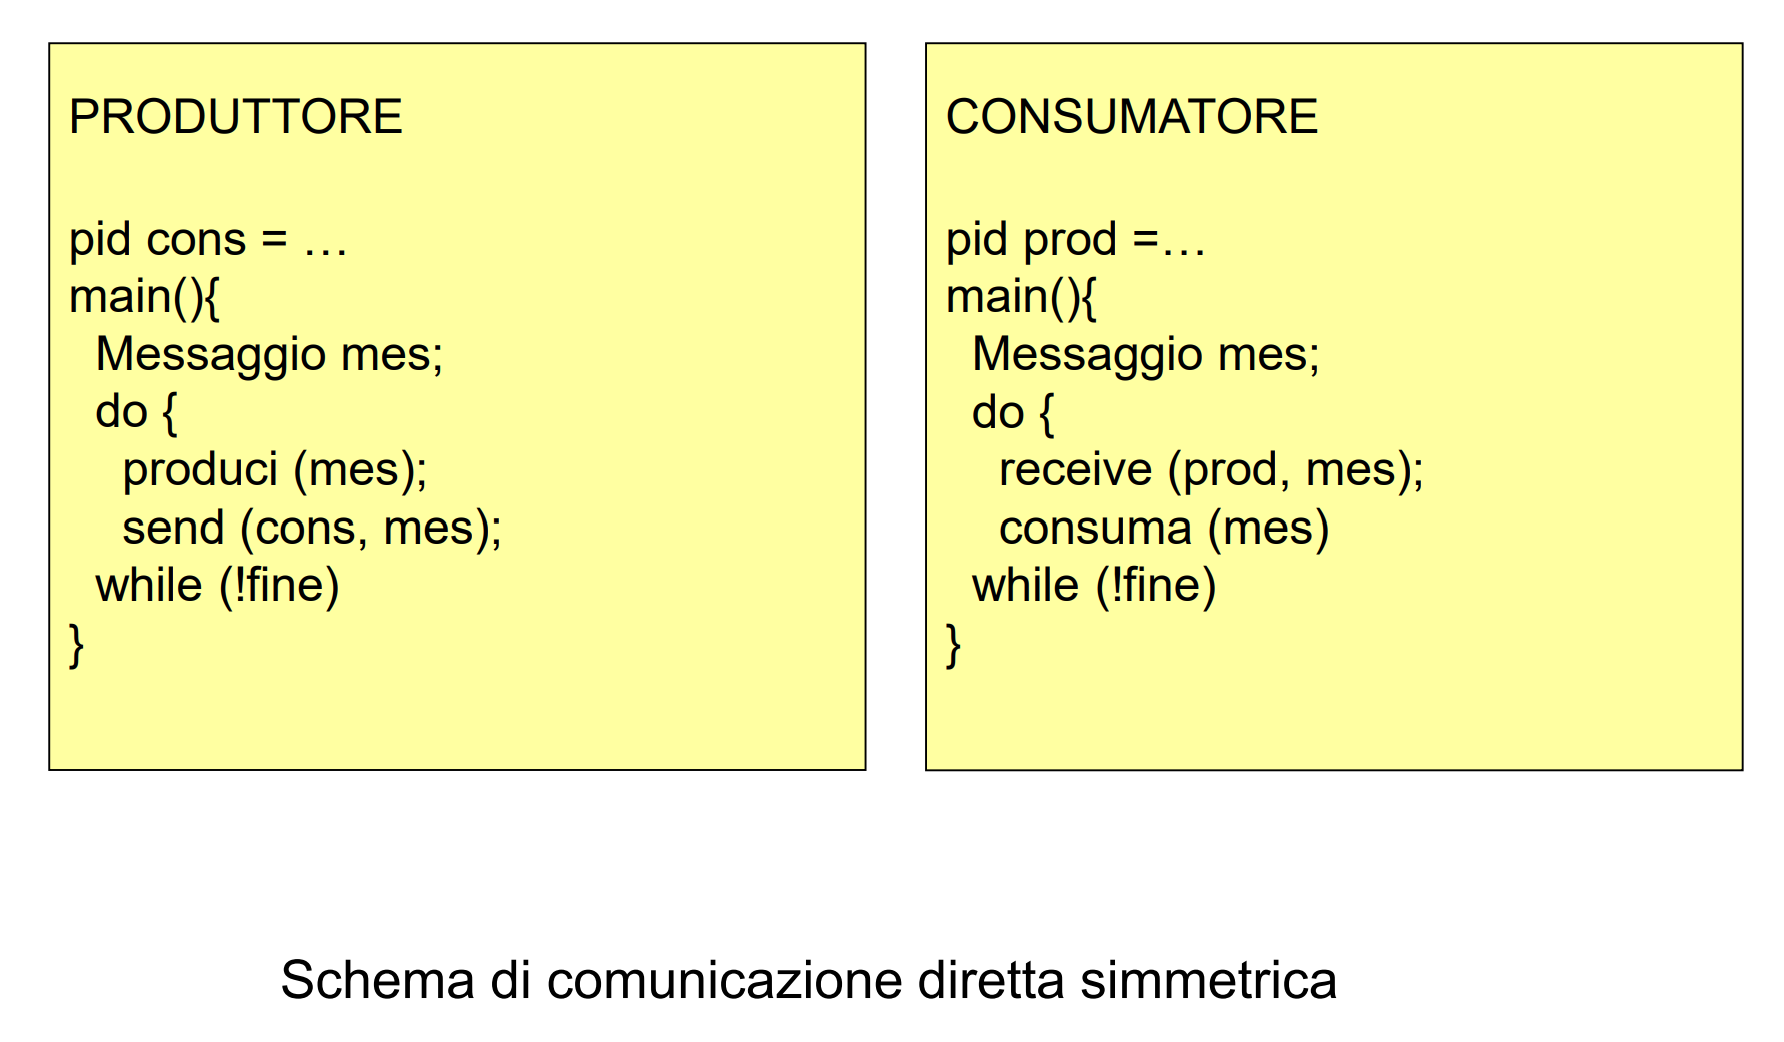 PRODUTTORE
pid cons = …
main(){
Messaggio mes;
do {
produci (mes);
send (cons, mes);
while (!fine)
}
CONSUMATORE
pid prod =…
main(){
Messaggio mes;
do {
receive (prod, mes);
consuma (mes)
while (!fine)
}
Schema di comunicazione diretta simmetrica